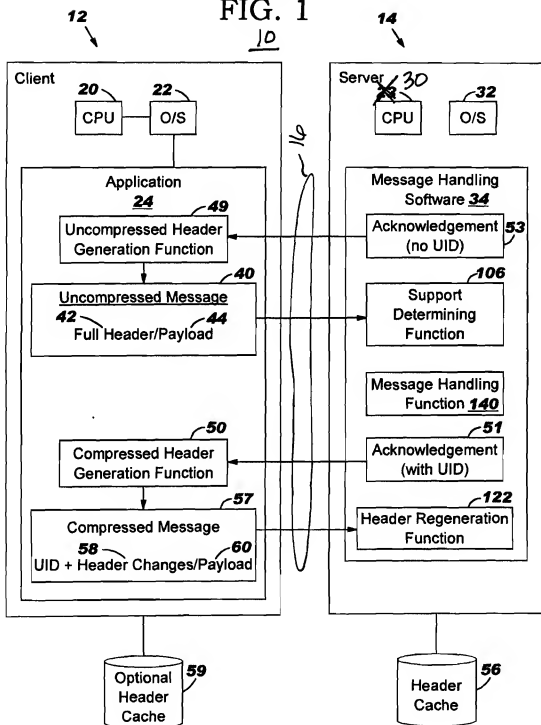 FIG. 1
12
10
14
Client
20
22
CPU
O/S
Application
24
49
Uncompressed Header
Generation Function
40
Uncompressed Message
42
44
Full Header/Payload
50
Compressed Header
Generation Function
57
Compressed Message
58
60
UID + Header Changes/Payload
Optional
Header
Cache
59
16
Server
30
32
CPU
O/S
Message Handling
Software 34
Acknowledgement
(no UID)
53
106
Support
Determining
Function
Message Handling
Function 140
51
Acknowledgement
(with UID)
122
Header Regeneration
Function
Header
Cache
56